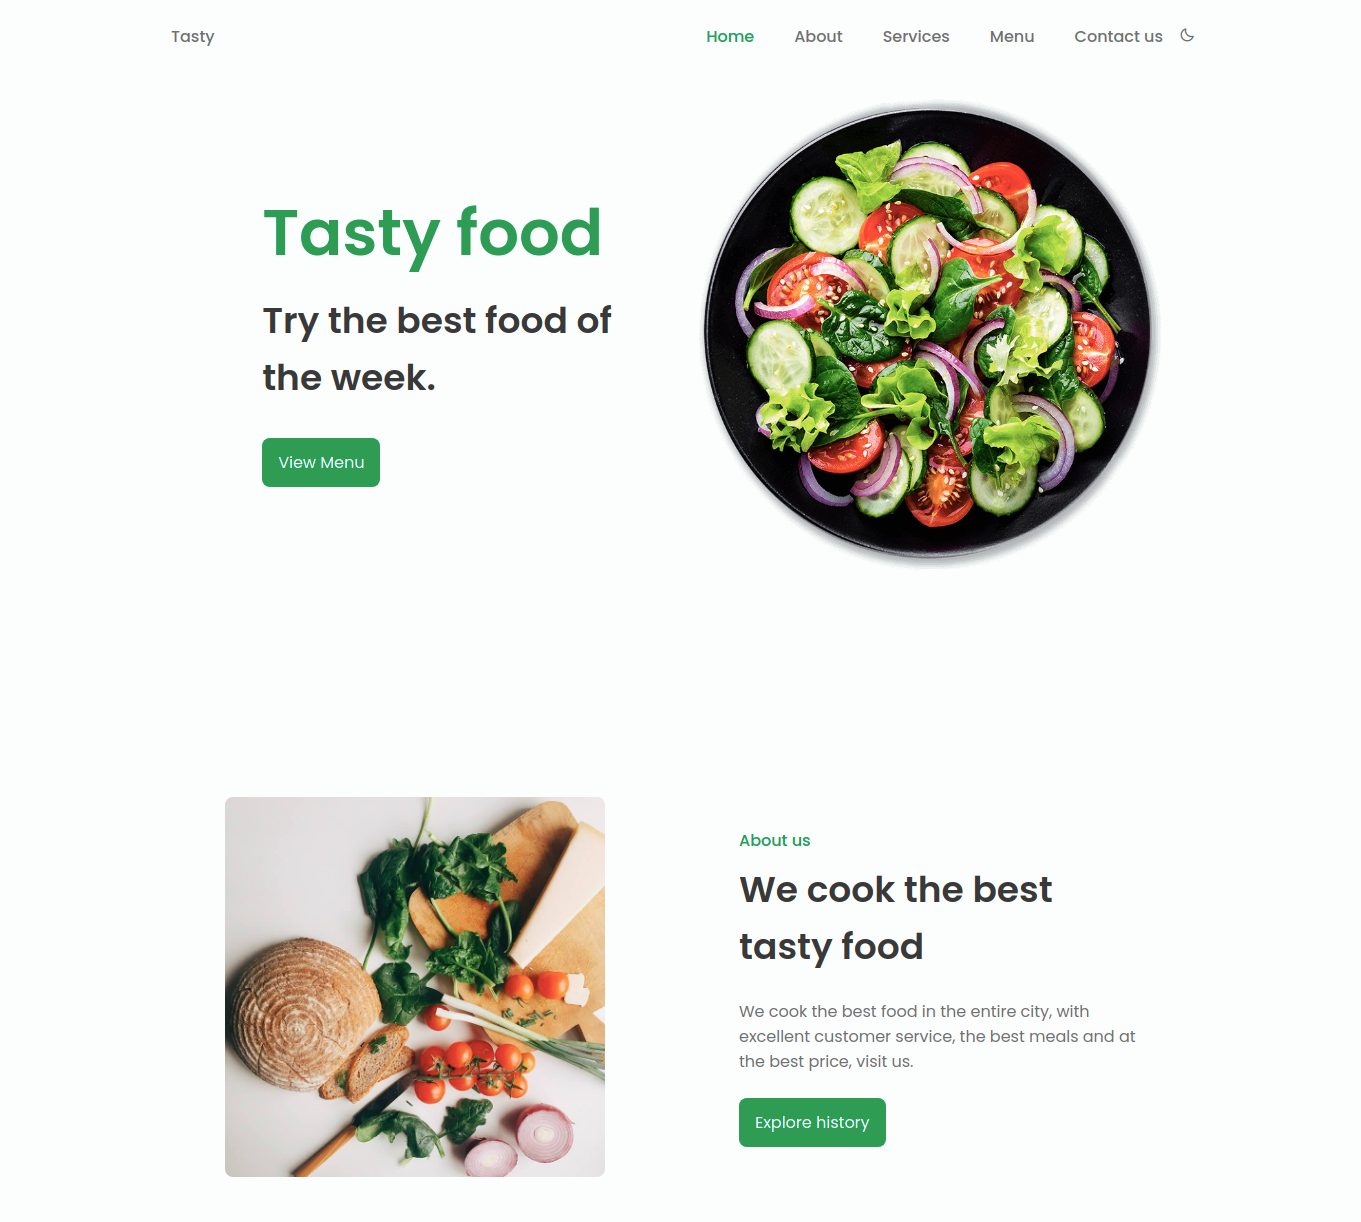 Tasty
Home
About
Services
Menu
Contact us
Tasty food
Try the best food of
the week.
View Menu
About us
We cook the best
tasty food
We cook the best food in the entire city, with
excellent customer service, the best meals and at
the best price, visit us.
Explore history